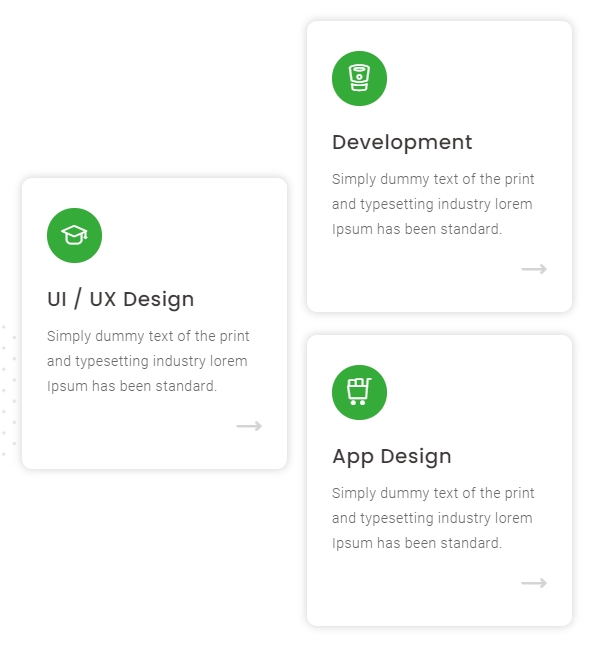 UI / UX Design
Simply dummy text of the print
and typesetting industry lorem
Ipsum has been standard.
Development
Simply dummy text of the print
and typesetting industry lorem
Ipsum has been standard.
App Design
Simply dummy text of the print
and typesetting industry lorem
Ipsum has been standard.